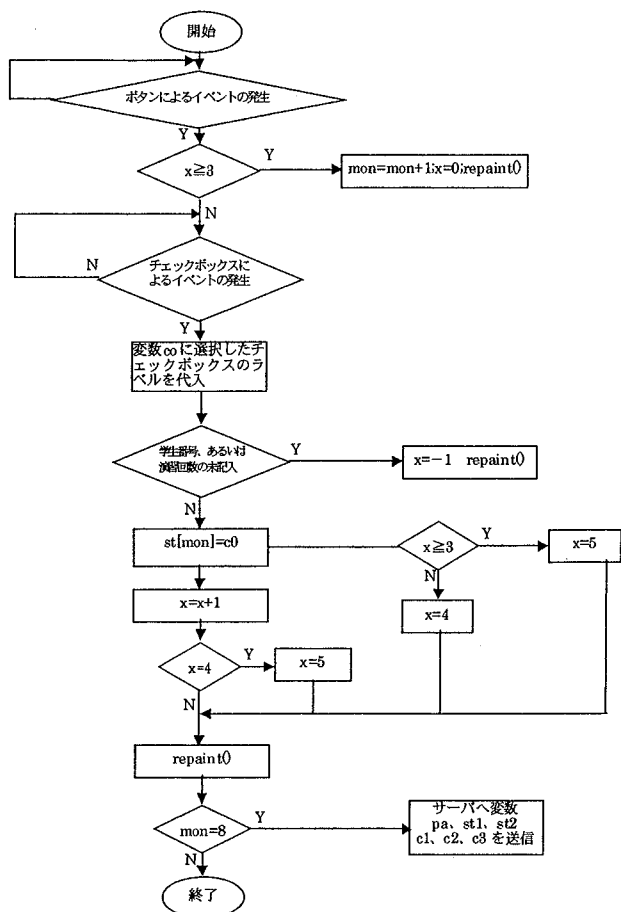 開始
ボタンによるイベントの発生
Y
x≧3
Y
mon=mon+1;x=0;repaint()
N
N
チェックボックスに
よるイベントの発生
Y
変数coに選択したチ
ェックボックスのラ
ベルを代入
学生番号、あるいは
演習回数の未記入
Y
x=－1 repaint()
N
st[mon]=c0
x≧3
Y
x=5
N
x=x+1
x=4
x=4
Y
x=5
N
repaint()
mon=8
Y
サーバへ変数
pa、st1、st2
c1、c2、c3 を送信
N
終了